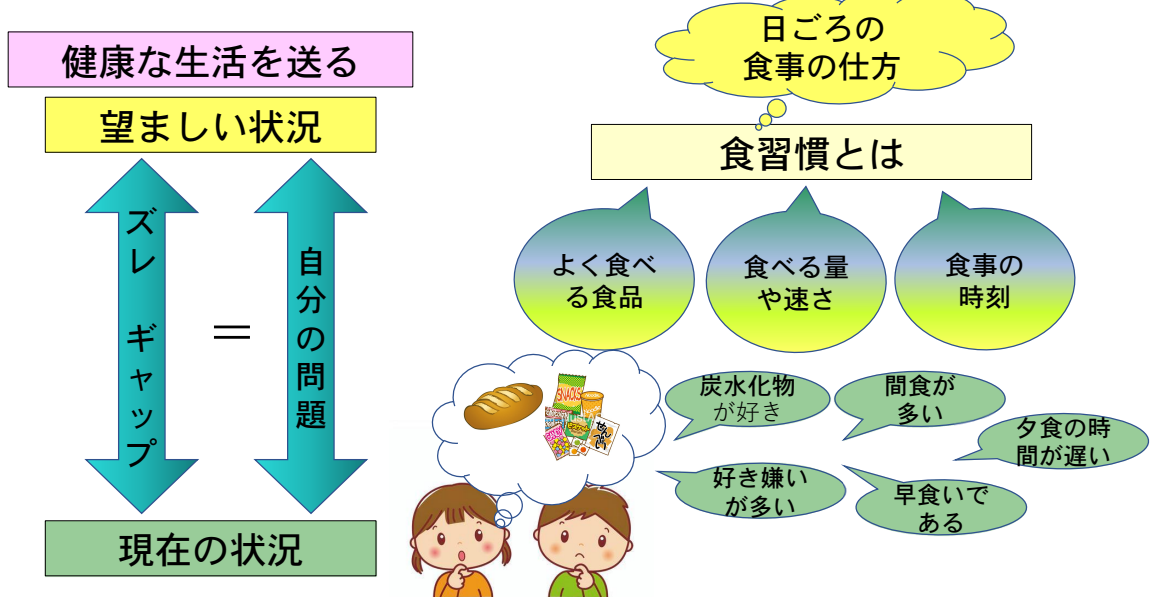 健康な生活を送る
望ましい状況
ズレ　ギャップ
＝
自分の問題
現在の状況
日ごろの
食事の仕方
食習慣とは
よく食べ
る食品
食べる量
や速さ
食事の
時刻
SNACKS
せんべい
炭水化物
が好き
間食が
多い
夕食の時
間が遅い
好き嫌い
が多い
早食いで
ある